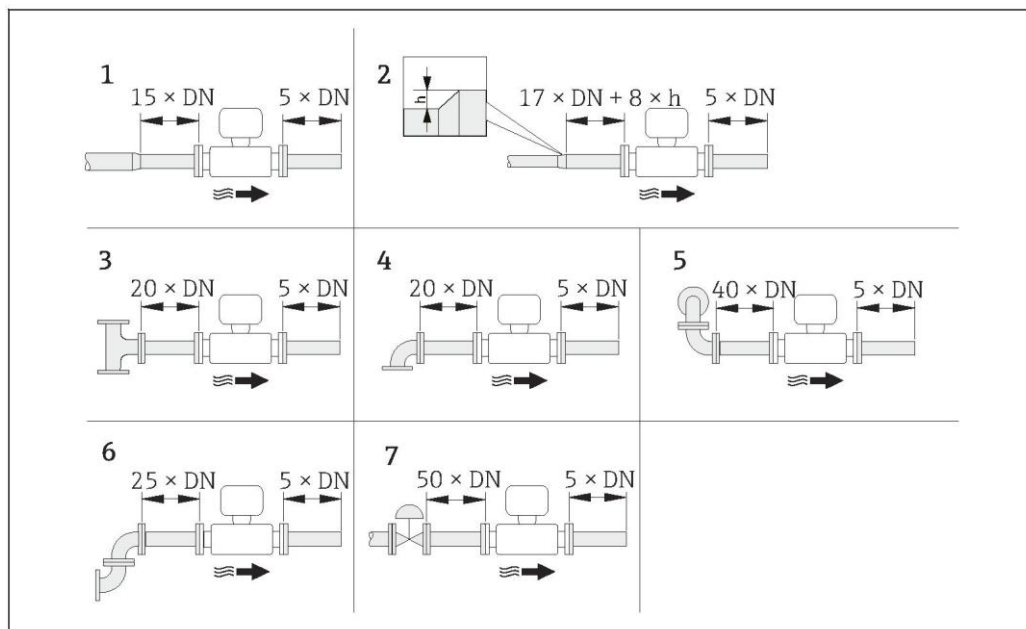 1
15 × DN 5 × DN
2
h
17 × DN + 8 × h 5 × DN
3
20 × DN 5 × DN
4
20 × DN 5 × DN
5
40 × DN 5 × DN
6
25 × DN 5 × DN
7
50 × DN 5 × DN